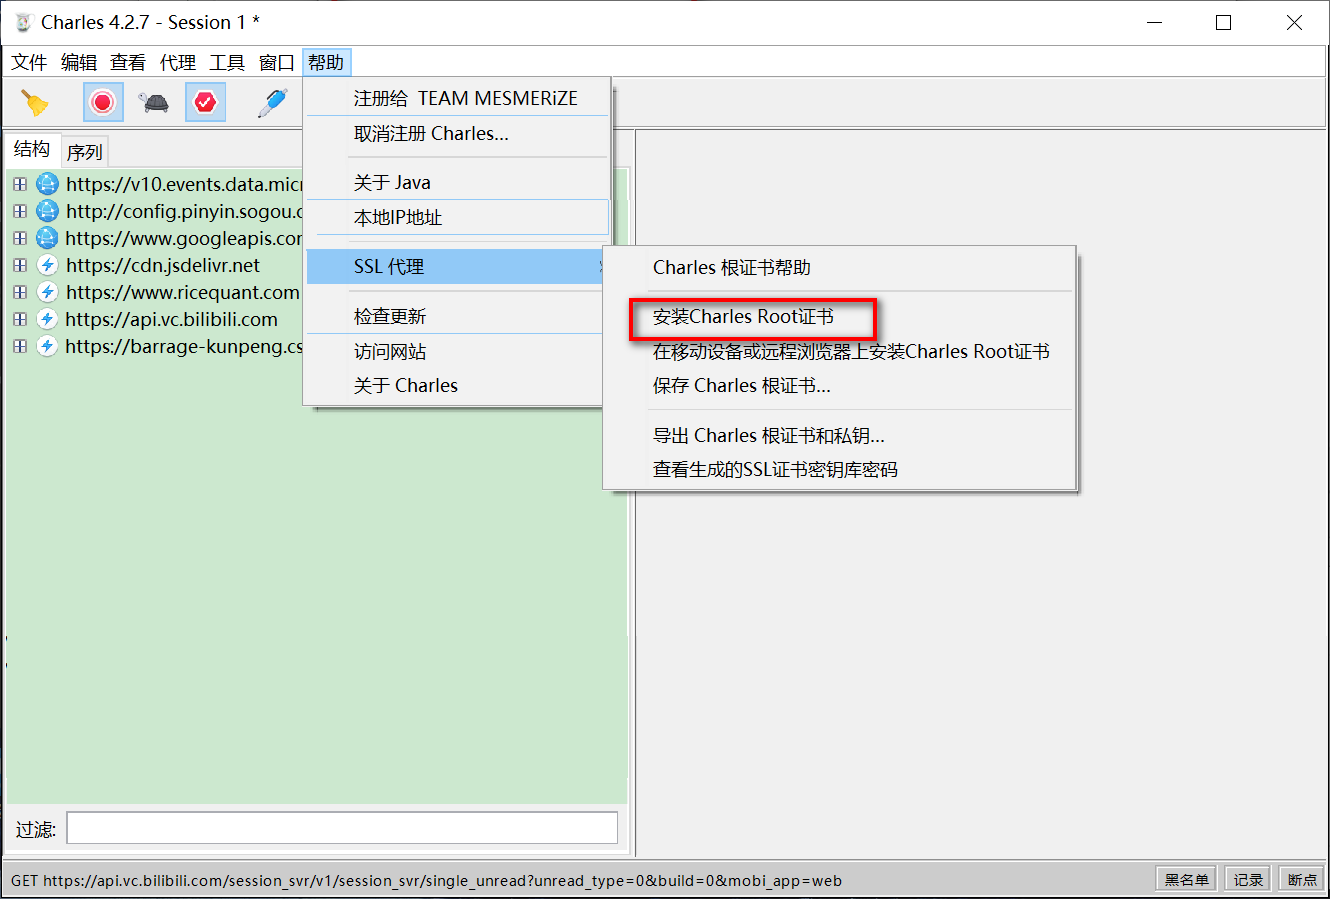 Charles 4.2.7 - Session 1 *
文件 编辑 查看 代理 工具 窗口 帮助
注册给 TEAM MESMERiZE
取消注册 Charles...
关于 Java
本地IP地址
SSL 代理
检查更新
访问网站
关于 Charles
Charles 根证书帮助
安装Charles Root证书
在移动设备或远程浏览器上安装Charles Root证书
保存 Charles 根证书...
导出 Charles 根证书和私钥...
查看生成的SSL证书密钥库密码
结构 序列
https://v10.events.data.micr
http://config.pinyin.sogou.c
https://www.googleapis.com
https://cdn.jsdelivr.net
https://www.ricequant.com
https://api.vc.bilibili.com
https://barrage-kunpeng.cs
过滤:
GET https://api.vc.bilibili.com/session_svr/v1/session_svr/single_unread?unread_type=0&build=0&mobi_app=web
黑名单 记录 断点